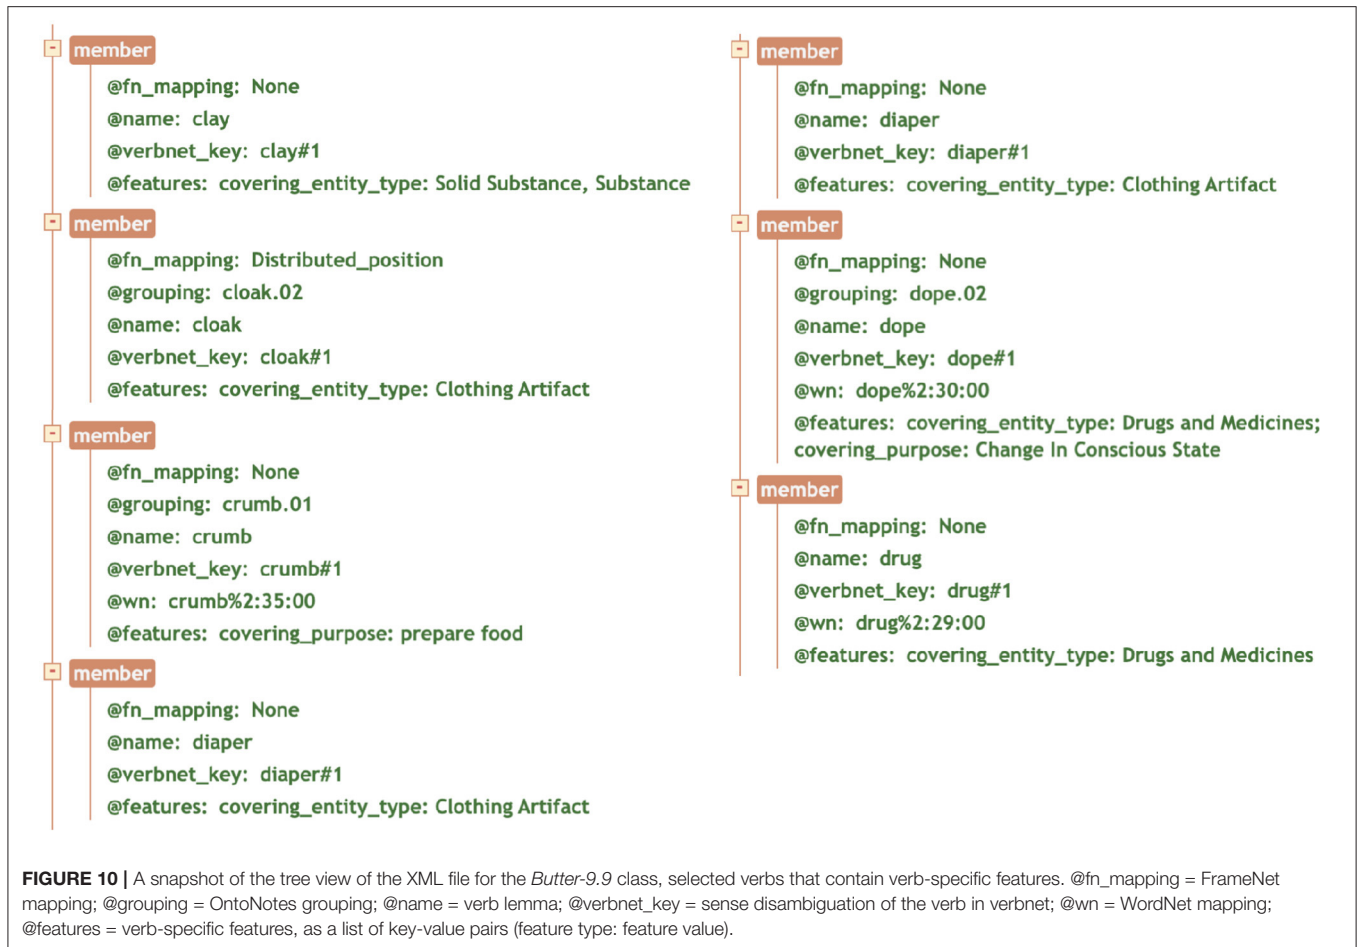 member
@fn_mapping: None
@name: clay
@verbnet_key: clay#1
@features: covering_entity_type: Solid Substance, Substance
member
@fn_mapping: Distributed_position
@grouping: cloak.02
@name: cloak
@verbnet_key: cloak#1
@features: covering_entity_type: Clothing Artifact
member
@fn_mapping: None
@grouping: crumb.01
@name: crumb
@verbnet_key: crumb#1
@wn: crumb%2:35:00
@features: covering_purpose: prepare food
member
@fn_mapping: None
@name: diaper
@verbnet_key: diaper#1
@features: covering_entity_type: Clothing Artifact
member
@fn_mapping: None
@name: diaper
@verbnet_key: diaper#1
@features: covering_entity_type: Clothing Artifact
member
@fn_mapping: None
@grouping: dope.02
@name: dope
@verbnet_key: dope#1
@wn: dope%2:30:00
@features: covering_entity_type: Drugs and Medicines;
covering_purpose: Change In Conscious State
member
@fn_mapping: None
@name: drug
@verbnet_key: drug#1
@wn: drug%2:29:00
@features: covering_entity_type: Drugs and Medicines
FIGURE 10 | A snapshot of the tree view of the XML file for the Butter-9.9 class, selected verbs that contain verb-specific features. @fn_mapping = FrameNet
mapping; @grouping = OntoNotes grouping; @name = verb lemma; @verbnet_key = sense disambiguation of the verb in verbnet; @wn = WordNet mapping;
@features = verb-specific features, as a list of key-value pairs (feature type: feature value).